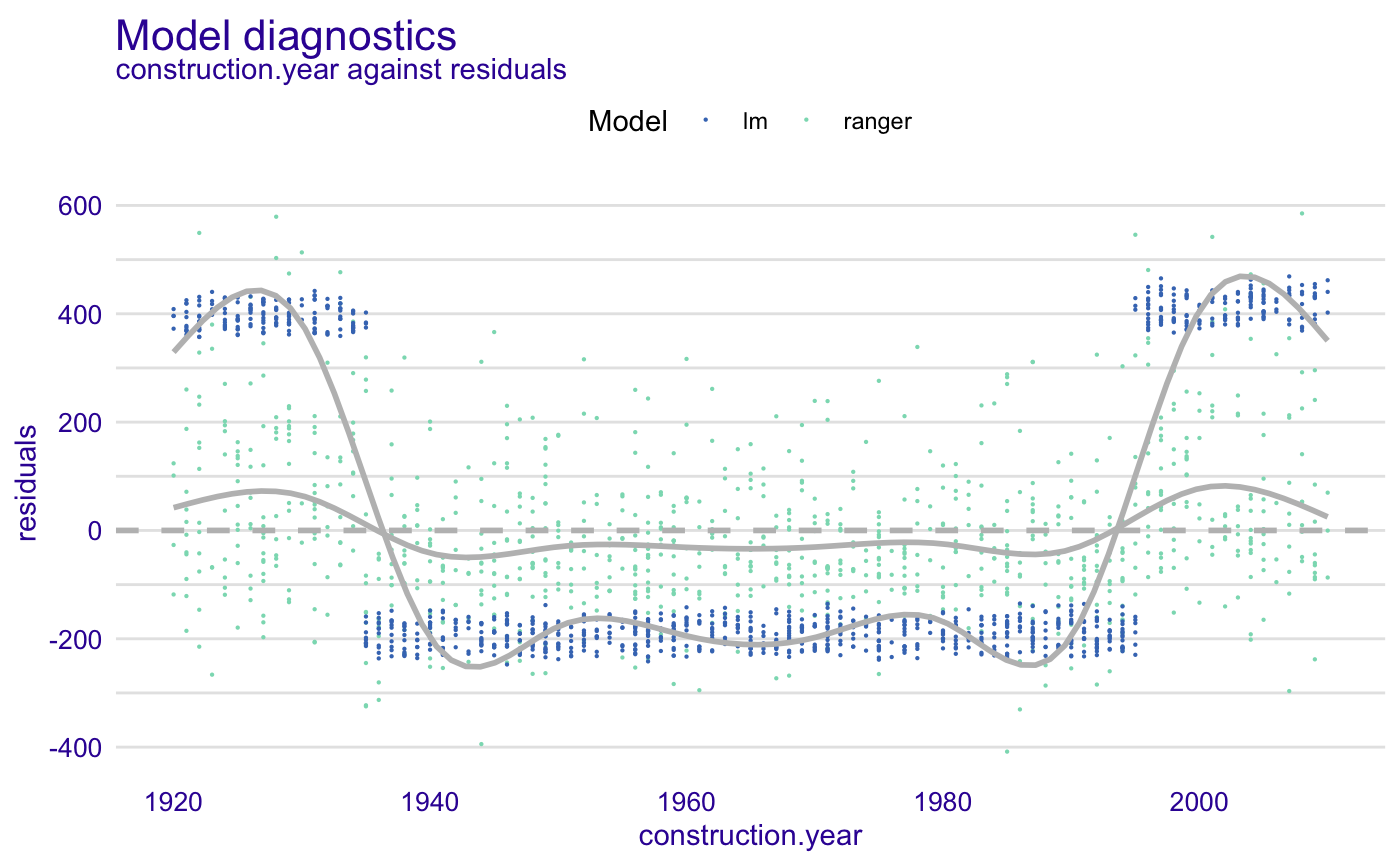 Model diagnostics
construction.year against residuals
Model lm ranger
600
400
200
0
-200
-400
residuals
1920 1940 1960 1980 2000
construction.year